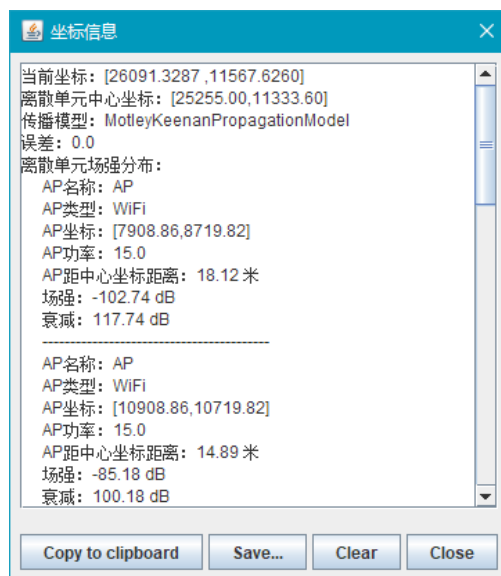 坐标信息
当前坐标：[26091.3287 ,11567.6260]
离散单元中心坐标：[25255.00,11333.60]
传播模型：MotleyKeenanPropagationModel
误差：0.0
离散单元场强分布：
AP名称：AP
AP类型：WiFi
AP坐标：[7908.86,8719.82]
AP功率：15.0
AP距中心坐标距离：18.12 米
场强：-102.74 dB
衰减：117.74 dB
-----------------------------------------
AP名称：AP
AP类型：WiFi
AP坐标：[10908.86,10719.82]
AP功率：15.0
AP距中心坐标距离：14.89 米
场强：-85.18 dB
衰减：100.18 dB
Copy to clipboard Save... Clear Close